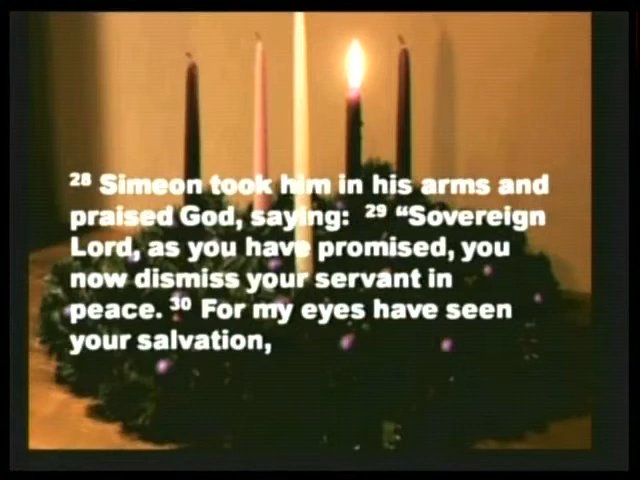 28 Simeon took him in his arms and
praised God, saying: 29 “Sovereign
Lord, as you have promised, you
now dismiss your servant in
peace. 30 For my eyes have seen
your salvation,